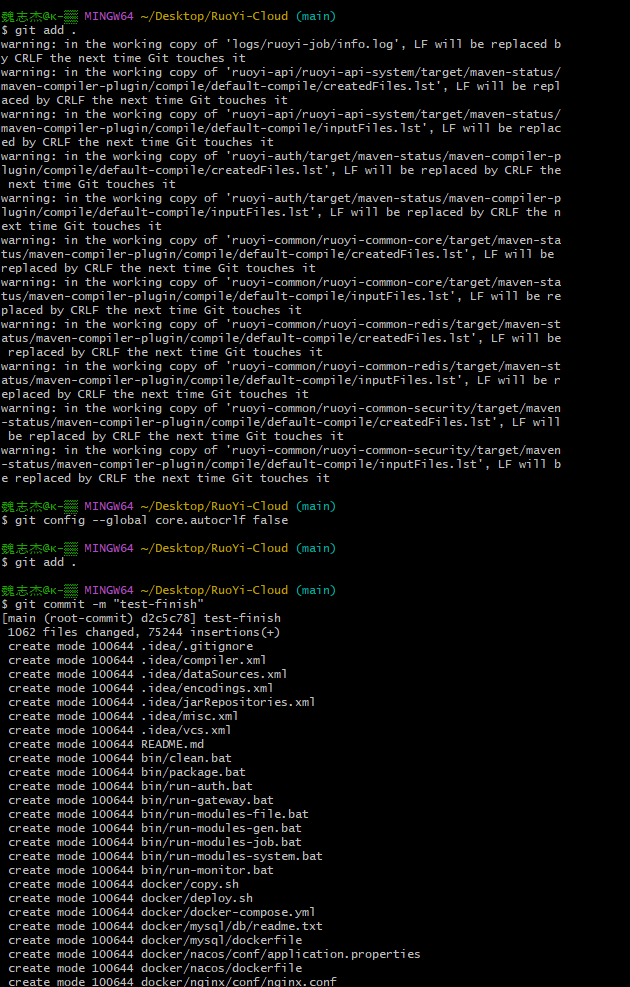 魏志杰@K-▒▒ MINGW64 ~/Desktop/RuoYi-Cloud (main)
$ git add .
warning: in the working copy of 'logs/ruoyi-job/info.log', LF will be replaced b
y CRLF the next time Git touches it
warning: in the working copy of 'ruoyi-api/ruoyi-api-system/target/maven-status/
maven-compiler-plugin/compile/default-compile/createdFiles.lst', LF will be repl
aced by CRLF the next time Git touches it
warning: in the working copy of 'ruoyi-api/ruoyi-api-system/target/maven-status/
maven-compiler-plugin/compile/default-compile/inputFiles.lst', LF will be replac
ed by CRLF the next time Git touches it
warning: in the working copy of 'ruoyi-auth/target/maven-status/maven-compiler-p
lugin/compile/default-compile/createdFiles.lst', LF will be replaced by CRLF the
 next time Git touches it
warning: in the working copy of 'ruoyi-auth/target/maven-status/maven-compiler-p
lugin/compile/default-compile/inputFiles.lst', LF will be replaced by CRLF the n
ext time Git touches it
warning: in the working copy of 'ruoyi-common/ruoyi-common-core/target/maven-sta
tus/maven-compiler-plugin/compile/default-compile/createdFiles.lst', LF will be
replaced by CRLF the next time Git touches it
warning: in the working copy of 'ruoyi-common/ruoyi-common-core/target/maven-sta
tus/maven-compiler-plugin/compile/default-compile/inputFiles.lst', LF will be re
placed by CRLF the next time Git touches it
warning: in the working copy of 'ruoyi-common/ruoyi-common-redis/target/maven-st
atus/maven-compiler-plugin/compile/default-compile/createdFiles.lst', LF will be
 replaced by CRLF the next time Git touches it
warning: in the working copy of 'ruoyi-common/ruoyi-common-redis/target/maven-st
atus/maven-compiler-plugin/compile/default-compile/inputFiles.lst', LF will be r
eplaced by CRLF the next time Git touches it
warning: in the working copy of 'ruoyi-common/ruoyi-common-security/target/maven
-status/maven-compiler-plugin/compile/default-compile/createdFiles.lst', LF will
 be replaced by CRLF the next time Git touches it
warning: in the working copy of 'ruoyi-common/ruoyi-common-security/target/maven
-status/maven-compiler-plugin/compile/default-compile/inputFiles.lst', LF will b
e replaced by CRLF the next time Git touches it
魏志杰@K-▒▒ MINGW64 ~/Desktop/RuoYi-Cloud (main)
$ git config --global core.autocrlf false
魏志杰@K-▒▒ MINGW64 ~/Desktop/RuoYi-Cloud (main)
$ git add .
魏志杰@K-▒▒ MINGW64 ~/Desktop/RuoYi-Cloud (main)
$ git commit -m "test-finish"
[main (root-commit) d2c5c78] test-finish
 1062 files changed, 75244 insertions(+)
 create mode 100644 .idea/.gitignore
 create mode 100644 .idea/compiler.xml
 create mode 100644 .idea/dataSources.xml
 create mode 100644 .idea/encodings.xml
 create mode 100644 .idea/jarRepositories.xml
 create mode 100644 .idea/misc.xml
 create mode 100644 .idea/vcs.xml
 create mode 100644 README.md
 create mode 100644 bin/clean.bat
 create mode 100644 bin/package.bat
 create mode 100644 bin/run-auth.bat
 create mode 100644 bin/run-gateway.bat
 create mode 100644 bin/run-modules-file.bat
 create mode 100644 bin/run-modules-gen.bat
 create mode 100644 bin/run-modules-job.bat
 create mode 100644 bin/run-modules-system.bat
 create mode 100644 bin/run-monitor.bat
 create mode 100644 docker/copy.sh
 create mode 100644 docker/deploy.sh
 create mode 100644 docker/docker-compose.yml
 create mode 100644 docker/mysql/db/readme.txt
 create mode 100644 docker/mysql/dockerfile
 create mode 100644 docker/nacos/conf/application.properties
 create mode 100644 docker/nacos/dockerfile
 create mode 100644 docker/nginx/conf/nginx.conf